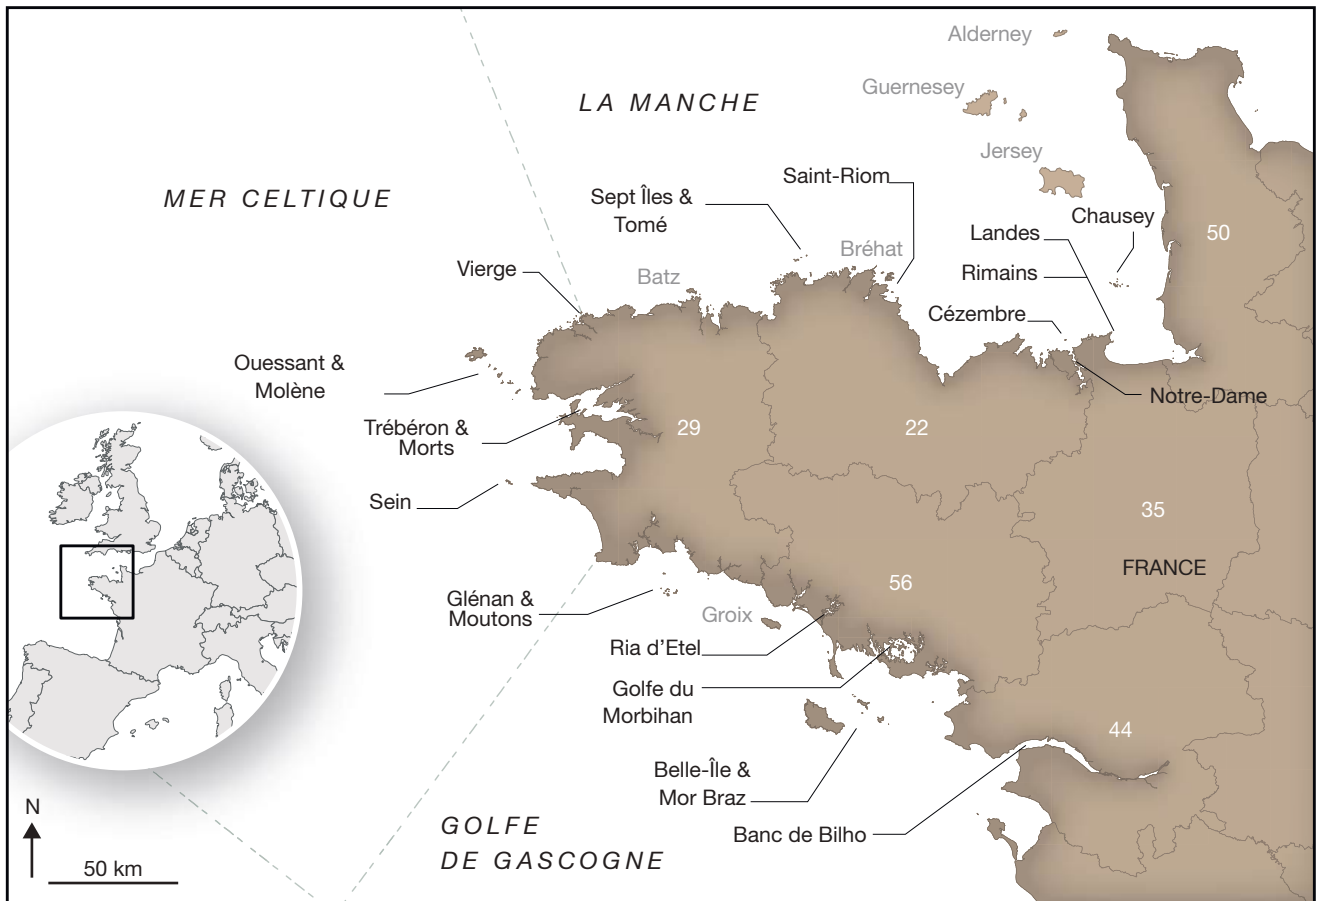 Alderney
Guernesey
LA MANCHE
Jersey
Saint-Riom
MER CELTIQUE
Sept Îles &
Tomé
Chausey
50
Landes
Bréhat
Vierge
Batz
Rimains
Cézembre
Ouessant &
Molène
Notre-Dame
Trébéron &
Morts
29
22
Sein
35
FRANCE
56
Glénan &
Moutons
Groix
Ria d’Etel
Golfe du
Morbihan
44
Belle-Île &
Mor Braz
Banc de Bilho
N
GOLFE
DE GASCOGNE
50 km